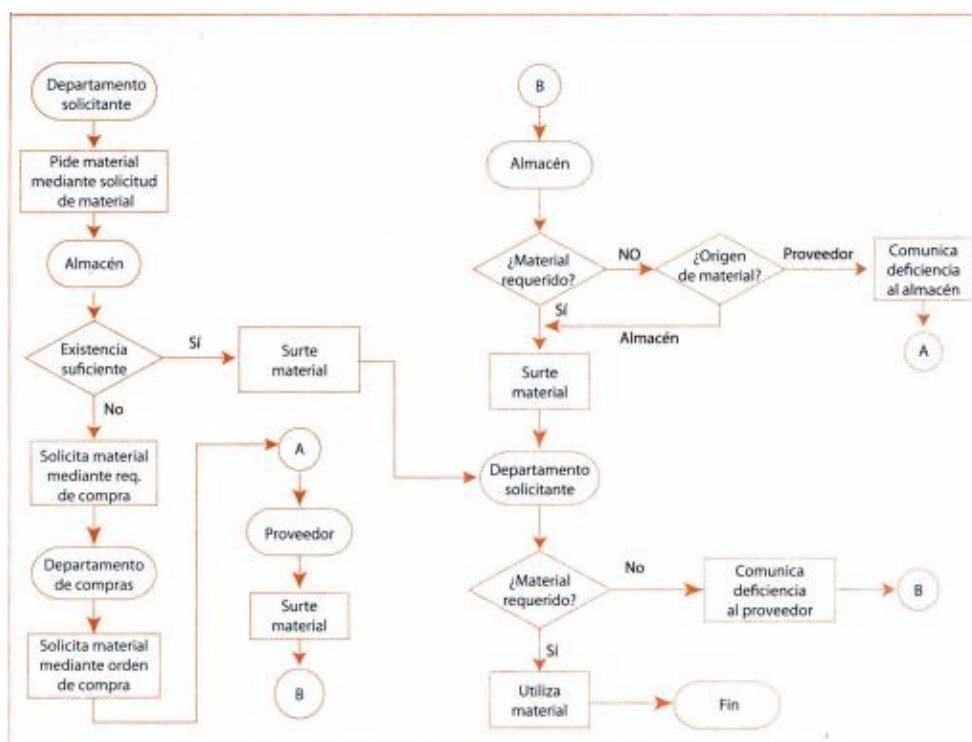 Departamento
solicitante
Pide material
mediante solicitud
de material
Almacén
Existencia
suficiente
Sí
Surte
material
No
Solicita material
mediante req.
de compra
Departamento
de compras
Solicita material
mediante orden
de compra
A
Proveedor
Surte
material
B
B
Almacén
¿Material
requerido?
NO
¿Origen
de material?
Proveedor
Comunica
deficiencia
al almacén
A
Sí
Almacén
Surte
material
Departamento
solicitante
¿Material
requerido?
No
Comunica
deficiencia
al proveedor
B
Sí
Utiliza
material
Fin